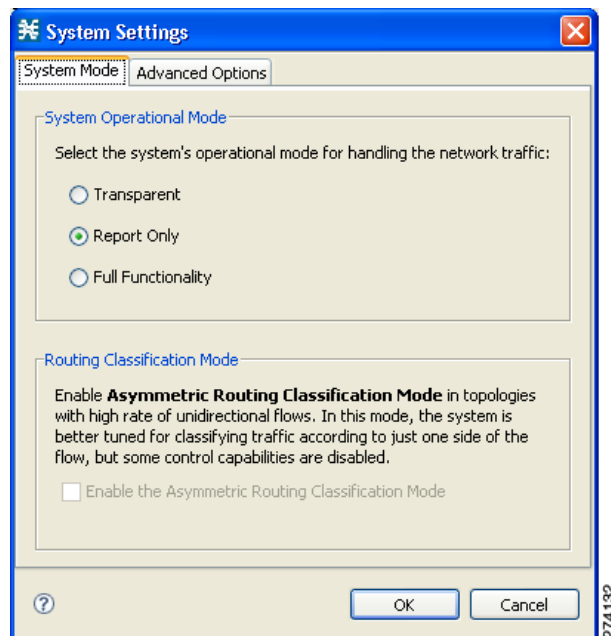 System Settings
System Mode
Advanced Options
System Operational Mode
Select the system's operational mode for handling the network traffic:
Transparent
Report Only
Full Functionality
Routing Classification Mode
Enable Asymmetric Routing Classification Mode in topologies
with high rate of unidirectional flows. In this mode, the system is
better tuned for classifying traffic according to just one side of the
flow, but some control capabilities are disabled.
Enable the Asymmetric Routing Classification Mode
?
OK
Cancel
274132